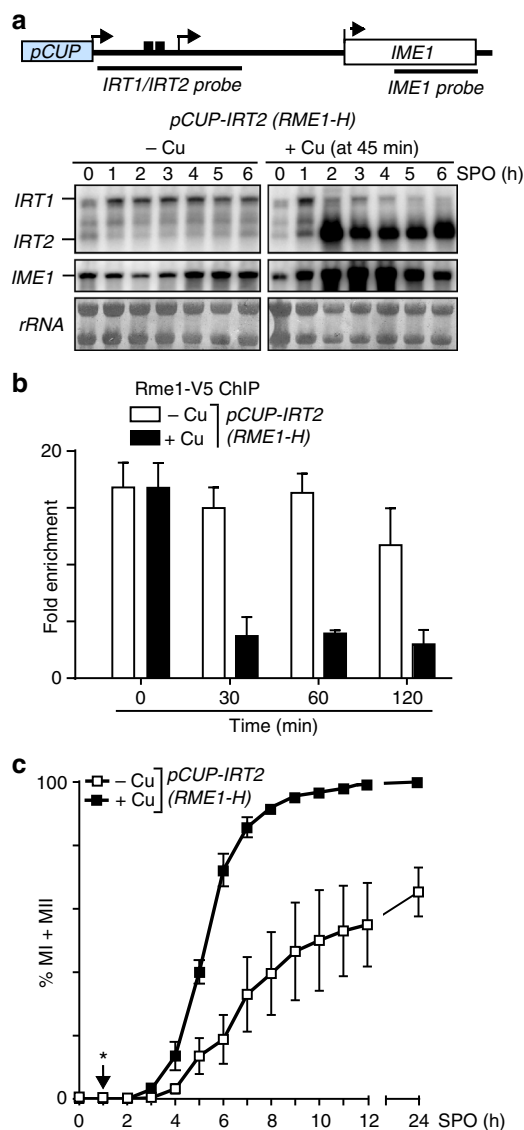 a
pCUP
IME1
IRT1/IRT2 probe
IME1 probe
pCUP-IRT2 (RME1-H)
– Cu
+ Cu (at 45 min)
0 1 2 3 4 5 6 0 1 2 3 4 5 6 SPO (h)
IRT1
IRT2
IME1
rRNA
b
Rme1-V5 ChIP
– Cu
+ Cu
pCUP-IRT2
(RME1-H)
20
0
Fold enrichment
0 30 60 120
Time (min)
c
– Cu
+ Cu
pCUP-IRT2
(RME1-H)
100
0
% MI + MII
*
0 2 4 6 8 10 12 24 SPO (h)